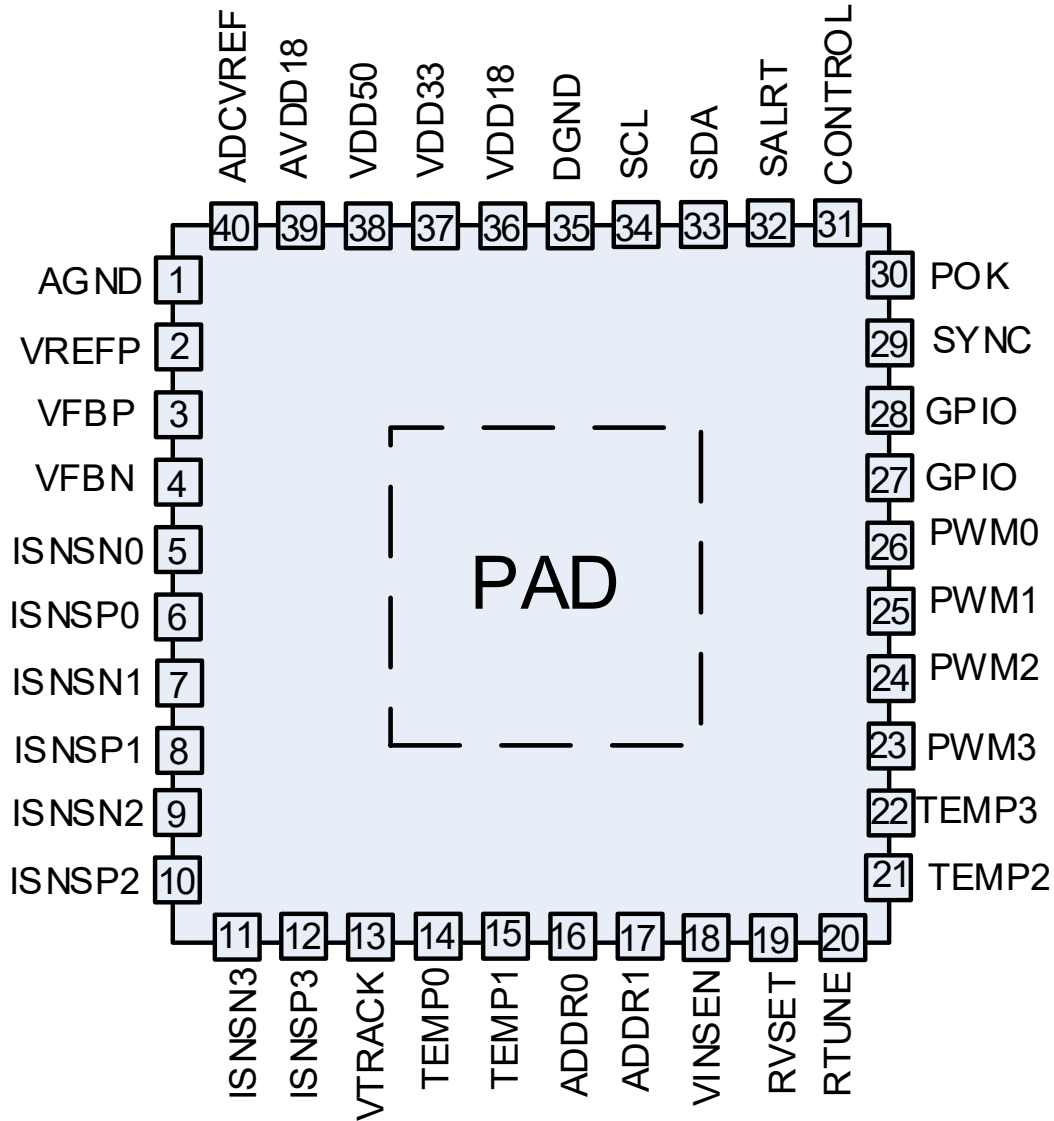 ADCVREF
AVDD18
VDD50
VDD33
VDD18
DGND
SCL
SDA
SALRT
CONTROL
40 39 38 37 36 35 34 33 32 31
AGND 1 30 POK
VREFP 2 29 SYNC
VFBP 3 28 GPIO
VFBN 4 27 GPIO
ISNSN0 5 26 PWM0
ISNSP0 6 25 PWM1
PAD
ISNSN1 7 24 PWM2
ISNSP1 8 23 PWM3
ISNSN2 9 22 TEMP3
ISNSP2 10 21 TEMP2
11 12 13 14 15 16 17 18 19 20
ISNSN3
ISNSP3
VTRACK
TEMP0
TEMP1
ADDR0
ADDR1
VINSEN
RVSET
RTUNE